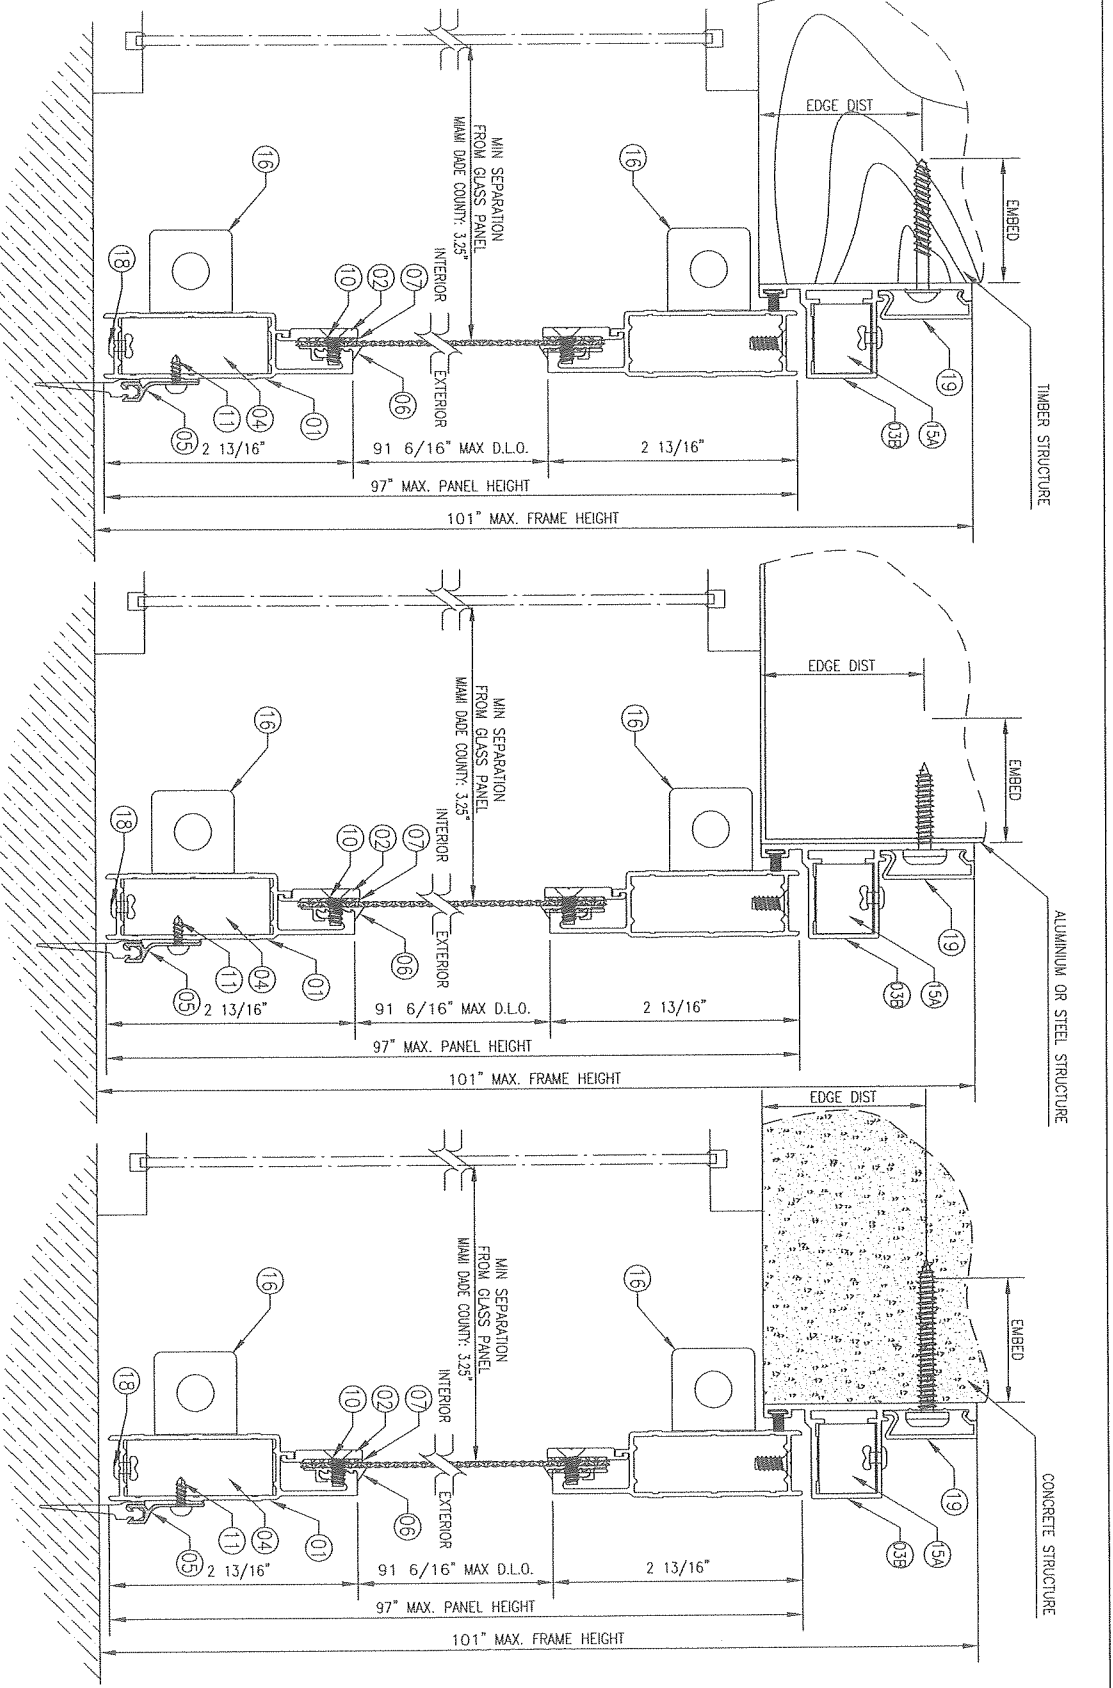 EDGE DIST
EMBED
TIMBER STRUCTURE
16
16
MIN SEPARATION
FROM GLASS PANEL
MIAMI DADE COUNTY: 3.25"
INTERIOR
EXTERIOR
18
10
02
07
06
19
15A
03B
01
04
11
05
2 13/16"
91 6/16" MAX D.L.O.
2 13/16"
97" MAX. PANEL HEIGHT
101" MAX. FRAME HEIGHT
EDGE DIST
EMBED
ALUMINIUM OR STEEL STRUCTURE
16
16
MIN SEPARATION
FROM GLASS PANEL
MIAMI DADE COUNTY: 3.25"
INTERIOR
EXTERIOR
18
10
02
07
06
19
15A
03B
01
04
11
05
2 13/16"
91 6/16" MAX D.L.O.
2 13/16"
97" MAX. PANEL HEIGHT
101" MAX. FRAME HEIGHT
EDGE DIST
EMBED
CONCRETE STRUCTURE
16
16
MIN SEPARATION
FROM GLASS PANEL
MIAMI DADE COUNTY: 3.25"
INTERIOR
EXTERIOR
18
10
02
07
06
19
15A
03B
01
04
11
05
2 13/16"
91 6/16" MAX D.L.O.
2 13/16"
97" MAX. PANEL HEIGHT
101" MAX. FRAME HEIGHT